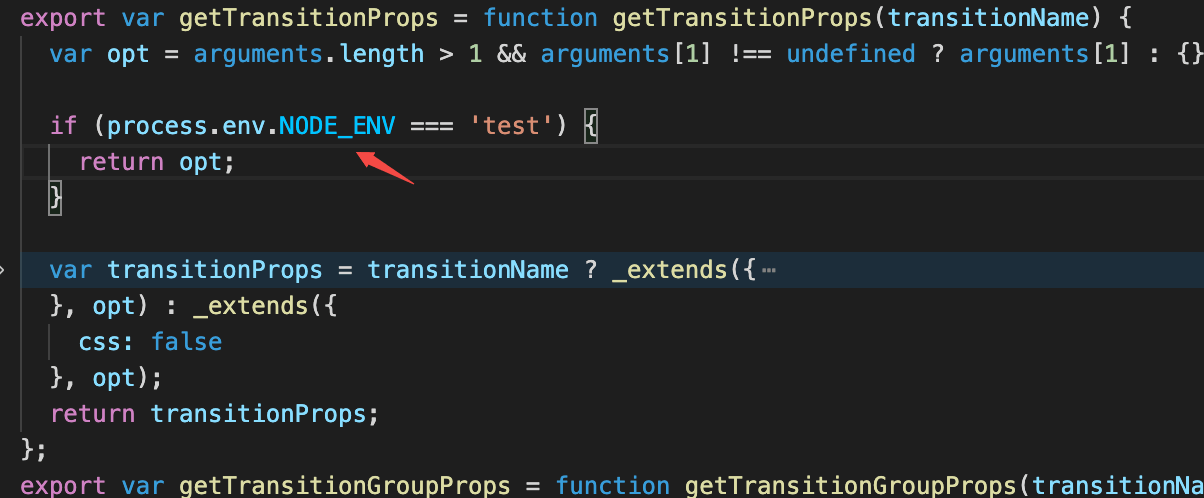 export var getTransitionProps = function getTransitionProps(transitionName) {
var opt = arguments.length > 1 && arguments[1] !== undefined ? arguments[1] : {}
if (process.env.NODE_ENV === 'test') {
return opt;
}
var transitionProps = transitionName ? _extends({⋯
}, opt) : _extends({
css: false
}, opt);
return transitionProps;
};
export var getTransitionGroupProps = function getTransitionGroupProps(transitionNa